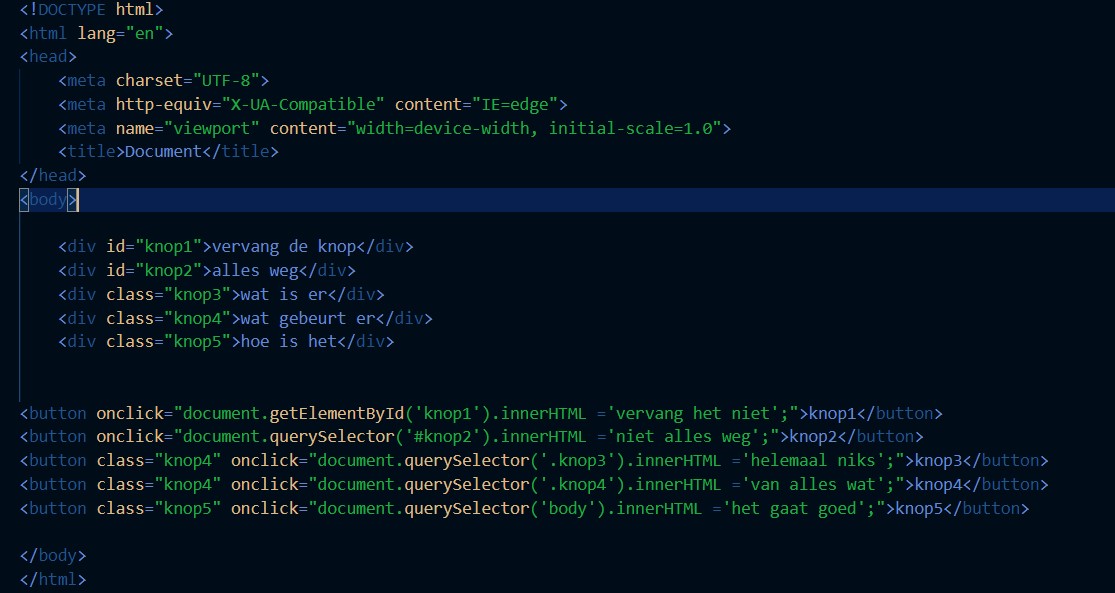 <!DOCTYPE html>
<html lang="en">
<head>
    <meta charset="UTF-8">
    <meta http-equiv="X-UA-Compatible" content="IE=edge">
    <meta name="viewport" content="width=device-width, initial-scale=1.0">
    <title>Document</title>
</head>
<body>
    <div id="knop1">vervang de knop</div>
    <div id="knop2">alles weg</div>
    <div class="knop3">wat is er</div>
    <div class="knop4">wat gebeurt er</div>
    <div class="knop5">hoe is het</div>
<button onclick="document.getElementById('knop1').innerHTML ='vervang het niet';">knop1</button>
<button onclick="document.querySelector('#knop2').innerHTML ='niet alles weg';">knop2</button>
<button class="knop4" onclick="document.querySelector('.knop3').innerHTML ='helemaal niks';">knop3</button>
<button class="knop4" onclick="document.querySelector('.knop4').innerHTML ='van alles wat';">knop4</button>
<button class="knop5" onclick="document.querySelector('body').innerHTML ='het gaat goed';">knop5</button>
</body>
</html>